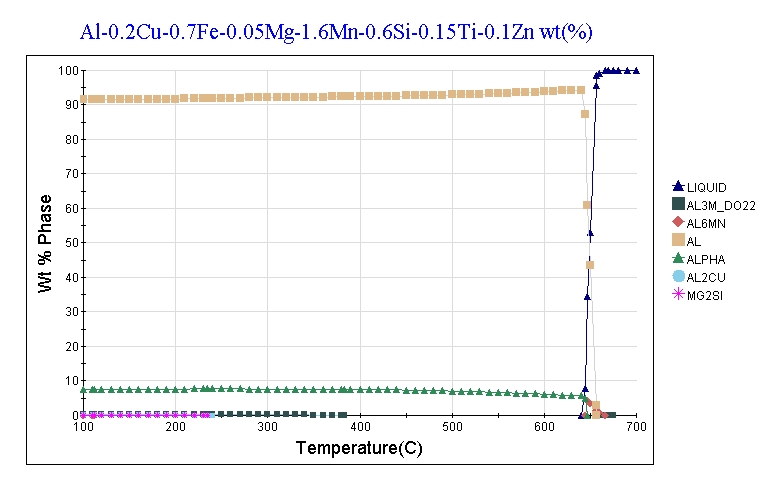 Al-0.2Cu-0.7Fe-0.05Mg-1.6Mn-0.6Si-0.15Ti-0.1Zn wt(%)
100
90
80
70
60
50
40
30
20
10
0
Wt % Phase
100 200 300 400 500 600 700
Temperature(C)
LIQUID
AL3M_DO22
AL6MN
AL
ALPHA
AL2CU
MG2SI